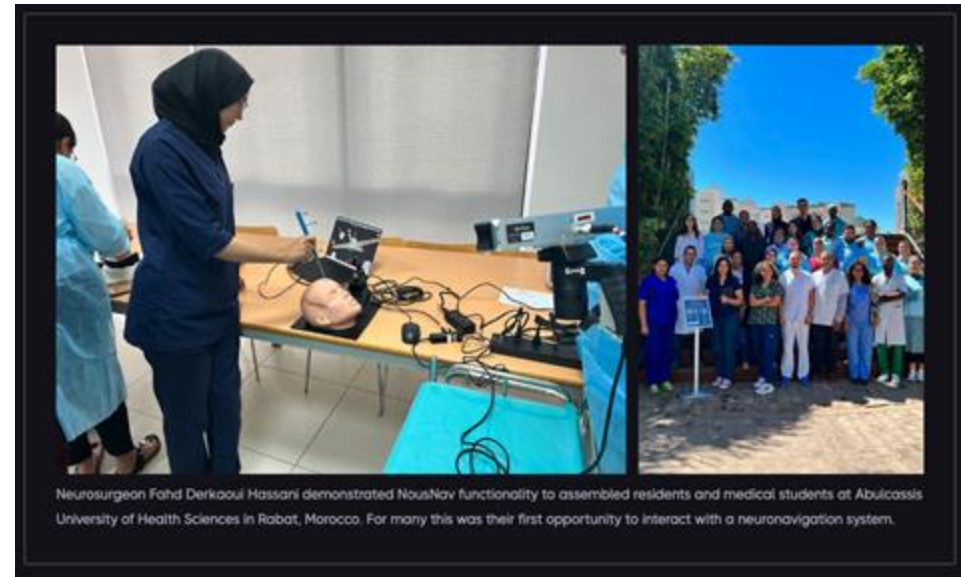 Neurosurgeon Fahd Derkaoui Hassani demonstrated NousNav functionality to assembled residents and medical students at Abulcassis
University of Health Sciences in Rabat, Morocco. For many this was their first opportunity to interact with a neuronavigation system.